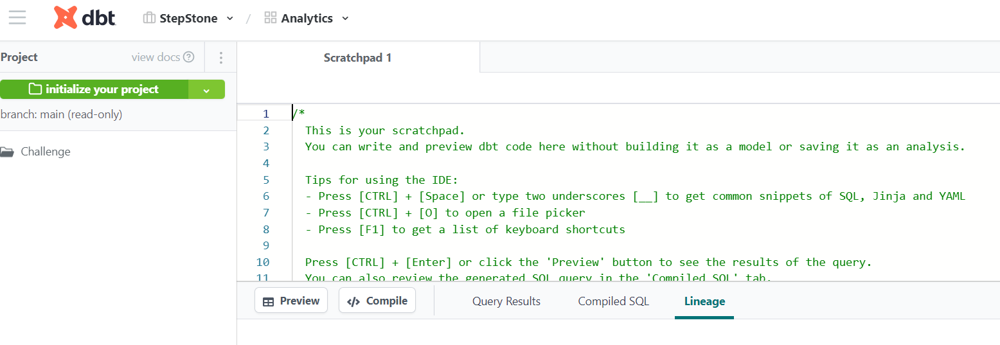 dbt StepStone / Analytics
Project view docs
Scratchpad 1
initialize your project
branch: main (read-only)
Challenge
1 /*
2 This is your scratchpad.
3 You can write and preview dbt code here without building it as a model or saving it as an analysis.
4
5 Tips for using the IDE:
6 - Press [CTRL] + [Space] or type two underscores [__] to get common snippets of SQL, Jinja and YAML
7 - Press [CTRL] + [O] to open a file picker
8 - Press [F1] to get a list of keyboard shortcuts
9
10 Press [CTRL] + [Enter] or click the 'Preview' button to see the results of the query.
11 You can also review the generated SQL query in the 'Compiled SQL' tab.
Preview </> Compile Query Results Compiled SQL Lineage